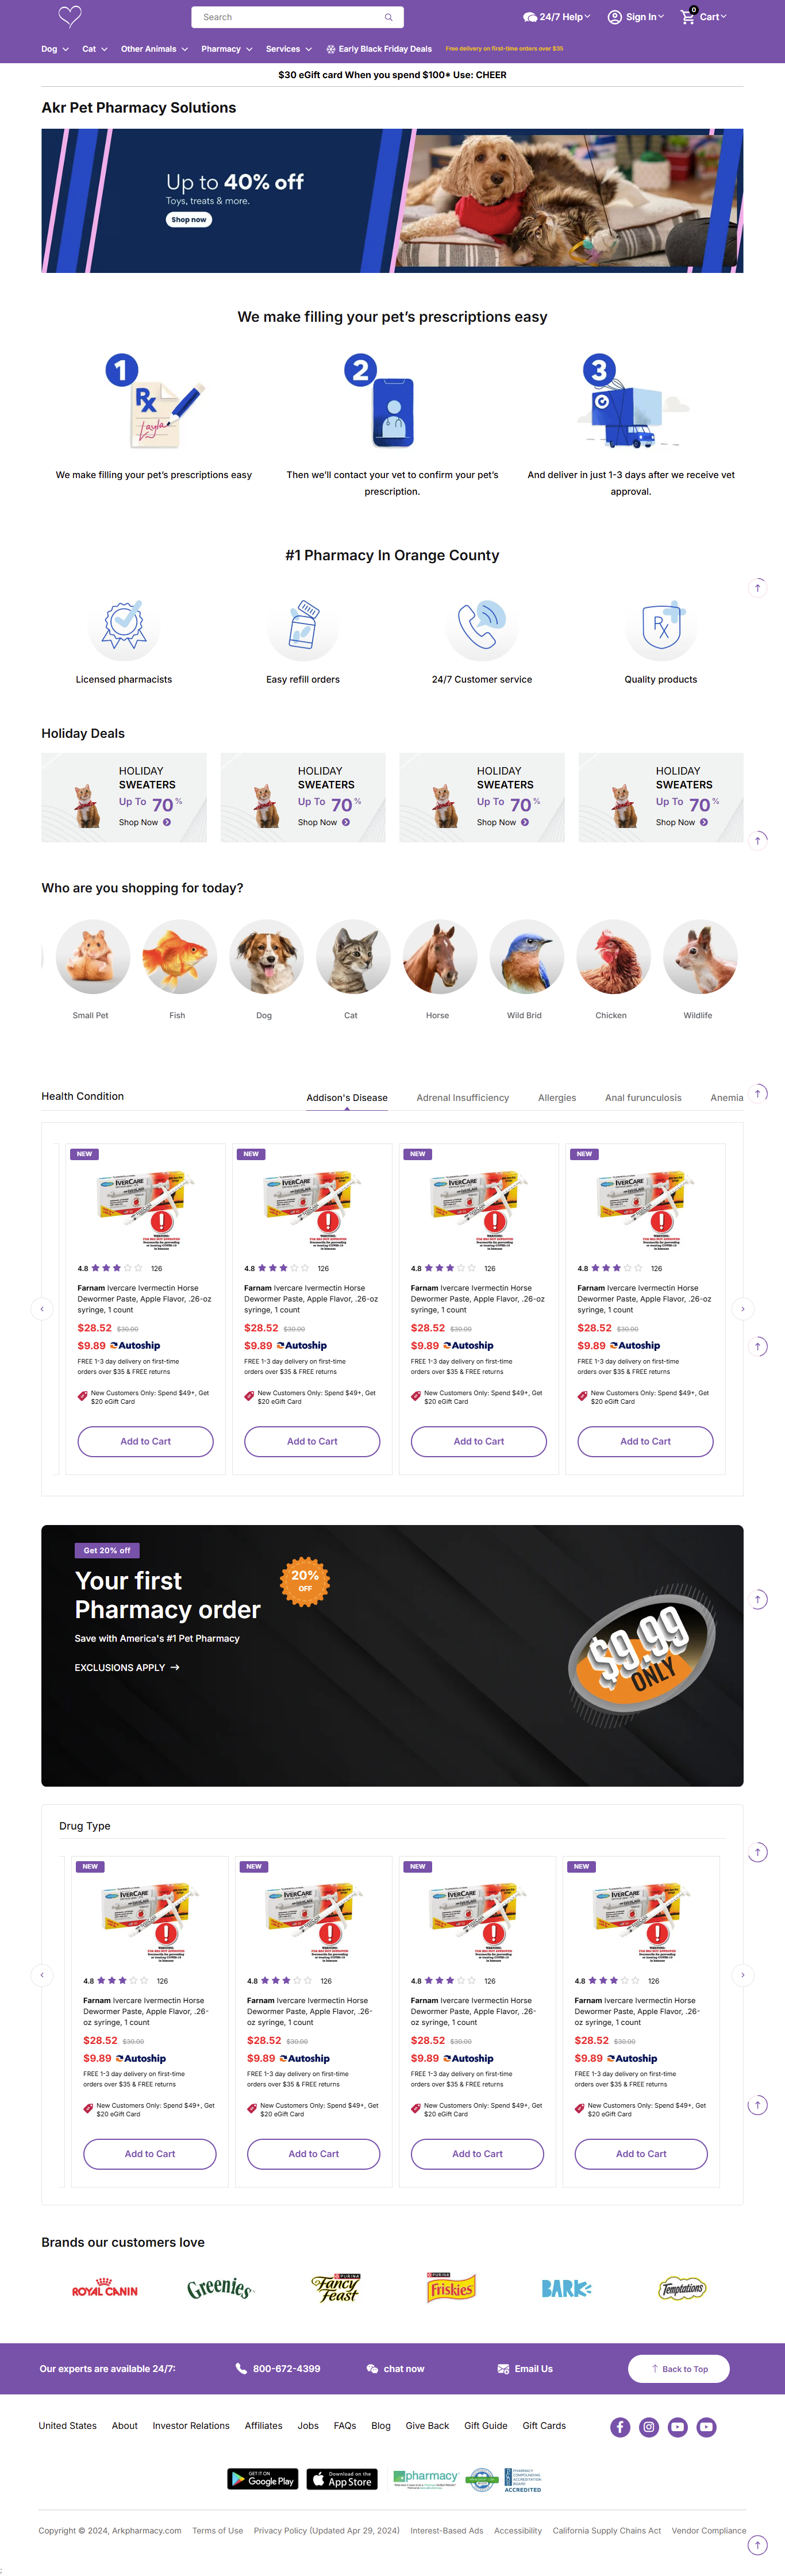 Search
24/7 Help
Sign In
0
Cart
Dog
Cat
Other Animals
Pharmacy
Services
Early Black Friday Deals
Free delivery on first-time orders over $35
$30 eGift card When you spend $100* Use: CHEER
Akr Pet Pharmacy Solutions
Up to 40% off
Toys, treats & more.
Shop now
We make filling your pet's prescriptions easy
1
Rx
Layla
2
3
We make filling your pet's prescriptions easy
Then we'll contact your vet to confirm your pet's
prescription.
And deliver in just 1-3 days after we receive vet
approval.
#1 Pharmacy In Orange County
RX
Licensed pharmacists
Easy refill orders
24/7 Customer service
Quality products
Holiday Deals
HOLIDAY
SWEATERS
Up To 70%
Shop Now
HOLIDAY
SWEATERS
Up To 70%
Shop Now
HOLIDAY
SWEATERS
Up To 70%
Shop Now
HOLIDAY
SWEATERS
Up To 70%
Shop Now
Who are you shopping for today?
Small Pet
Fish
Dog
Cat
Horse
Wild Brid
Chicken
Wildlife
Health Condition
Addison's Disease
Adrenal Insufficiency
Allergies
Anal furunculosis
Anemia
NEW
IVERCARE
4.8
126
Farnam Ivercare Ivermectin Horse
Dewormer Paste, Apple Flavor, .26-oz
syringe, 1 count
$28.52 $30.00
$9.89 Autoship
FREE 1-3 day delivery on first-time
orders over $35 & FREE returns
New Customers Only: Spend $49+, Get
$20 eGift Card
Add to Cart
NEW
IVERCARE
4.8
126
Farnam Ivercare Ivermectin Horse
Dewormer Paste, Apple Flavor, .26-oz
syringe, 1 count
$28.52 $30.00
$9.89 Autoship
FREE 1-3 day delivery on first-time
orders over $35 & FREE returns
New Customers Only: Spend $49+, Get
$20 eGift Card
Add to Cart
NEW
IVERCARE
4.8
126
Farnam Ivercare Ivermectin Horse
Dewormer Paste, Apple Flavor, .26-oz
syringe, 1 count
$28.52 $30.00
$9.89 Autoship
FREE 1-3 day delivery on first-time
orders over $35 & FREE returns
New Customers Only: Spend $49+, Get
$20 eGift Card
Add to Cart
NEW
IVERCARE
4.8
126
Farnam Ivercare Ivermectin Horse
Dewormer Paste, Apple Flavor, .26-oz
syringe, 1 count
$28.52 $30.00
$9.89 Autoship
FREE 1-3 day delivery on first-time
orders over $35 & FREE returns
New Customers Only: Spend $49+, Get
$20 eGift Card
Add to Cart
Get 20% off
Your first
Pharmacy order
20%
OFF
Save with America's #1 Pet Pharmacy
EXCLUSIONS APPLY
$9.99
ONLY
Drug Type
NEW
IVERCARE
4.8
126
Farnam Ivercare Ivermectin Horse
Dewormer Paste, Apple Flavor, .26-
oz syringe, 1 count
$28.52 $30.00
$9.89 Autoship
FREE 1-3 day delivery on first-time
orders over $35 & FREE returns
New Customers Only: Spend $49+, Get
$20 eGift Card
Add to Cart
NEW
IVERCARE
4.8
126
Farnam Ivercare Ivermectin Horse
Dewormer Paste, Apple Flavor, .26-
oz syringe, 1 count
$28.52 $30.00
$9.89 Autoship
FREE 1-3 day delivery on first-time
orders over $35 & FREE returns
New Customers Only: Spend $49+, Get
$20 eGift Card
Add to Cart
NEW
IVERCARE
4.8
126
Farnam Ivercare Ivermectin Horse
Dewormer Paste, Apple Flavor, .26-
oz syringe, 1 count
$28.52 $30.00
$9.89 Autoship
FREE 1-3 day delivery on first-time
orders over $35 & FREE returns
New Customers Only: Spend $49+, Get
$20 eGift Card
Add to Cart
NEW
IVERCARE
4.8
126
Farnam Ivercare Ivermectin Horse
Dewormer Paste, Apple Flavor, .26-
oz syringe, 1 count
$28.52 $30.00
$9.89 Autoship
FREE 1-3 day delivery on first-time
orders over $35 & FREE returns
New Customers Only: Spend $49+, Get
$20 eGift Card
Add to Cart
Brands our customers love
ROYAL CANIN
Greenies
PURINA
Fancy
Feast
PURINA
Friskies
BARK
Temptations
Our experts are available 24/7:
800-672-4399
chat now
Email Us
Back to Top
United States
About
Investor Relations
Affiliates
Jobs
FAQs
Blog
Give Back
Gift Guide
Gift Cards
GET IT ON
Google Play
Download on the
App Store
pharmacy
PHARMACY
COMPOUNDING
ACCREDITATION
BOARD
ACCREDITED
Copyright © 2024, Arkpharmacy.com
Terms of Use
Privacy Policy (Updated Apr 29, 2024)
Interest-Based Ads
Accessibility
California Supply Chains Act
Vendor Compliance